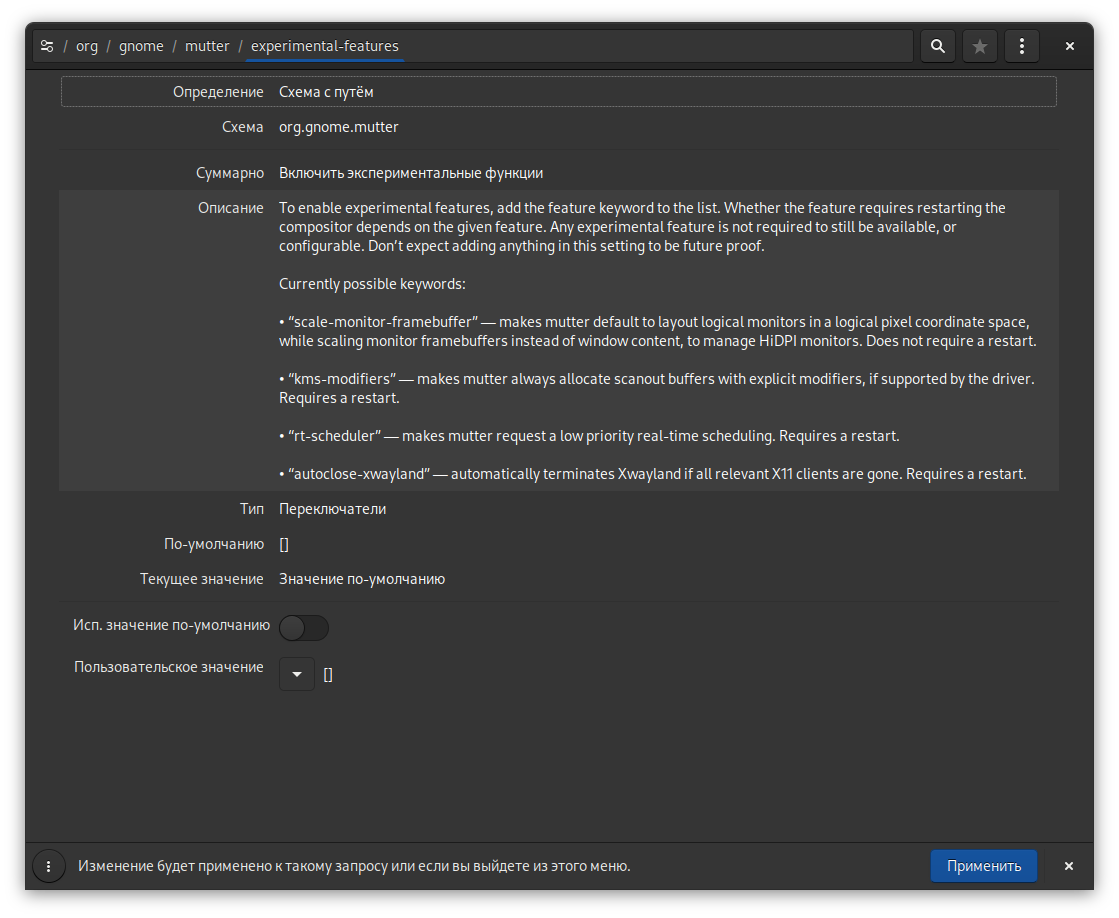 / org / gnome / mutter / experimental-features
Определение Схема с путём
Схема org.gnome.mutter
Суммарно Включить экспериментальные функции
Описание To enable experimental features, add the feature keyword to the list. Whether the feature requires restarting the
compositor depends on the given feature. Any experimental feature is not required to still be available, or
configurable. Don’t expect adding anything in this setting to be future proof.
Currently possible keywords:
• “scale-monitor-framebuffer” — makes mutter default to layout logical monitors in a logical pixel coordinate space,
while scaling monitor framebuffers instead of window content, to manage HiDPI monitors. Does not require a restart.
• “kms-modifiers” — makes mutter always allocate scanout buffers with explicit modifiers, if supported by the driver.
Requires a restart.
• “rt-scheduler” — makes mutter request a low priority real-time scheduling. Requires a restart.
• “autoclose-xwayland” — automatically terminates Xwayland if all relevant X11 clients are gone. Requires a restart.
Тип Переключатели
По-умолчанию []
Текущее значение Значение по-умолчанию
Исп. значение по-умолчанию
Пользовательское значение []
Изменение будет применено к такому запросу или если вы выйдете из этого меню. Применить